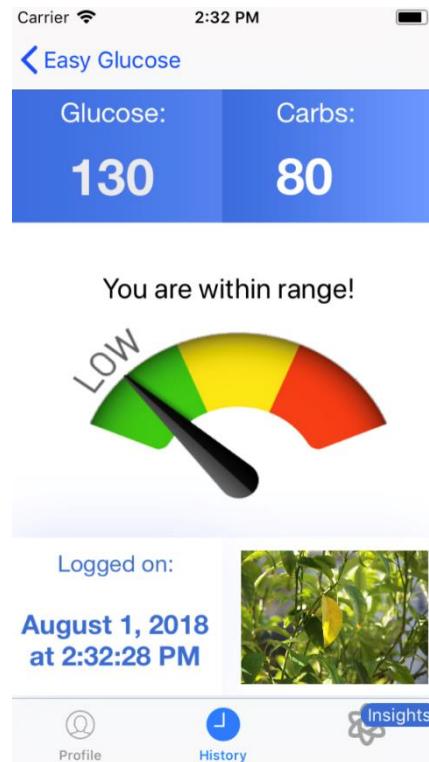 Carrier 2:32 PM
Easy Glucose
Glucose: Carbs:
130 80
You are within range!
LOW
Logged on:
August 1, 2018
at 2:32:28 PM
Insights
Profile History